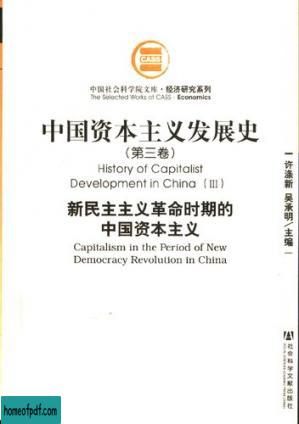 CASS
中国社会科学院文库·经济研究系列
The Selected Works of CASS · Economics
中国资本主义发展史
(第三卷)
History of Capitalist
Development in China (Ⅲ)
新民主主义革命时期的
中国资本主义
Capitalism in the Period of New
Democracy Revolution in China
许涤新 吴承明/主编
社会科学文献出版社
homeofpdf.com